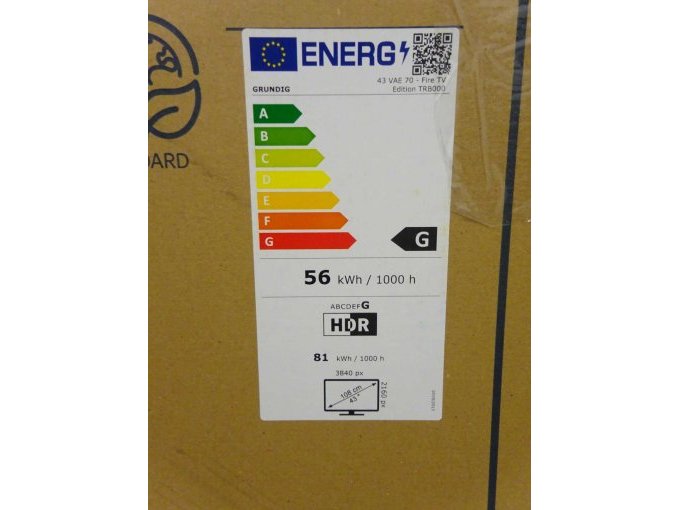 ENERG
43 VAE 70 - Fire TV
GRUNDIG
Edition TRB000
A
B
C
D
E
F
G
G
56 kWh / 1000 h
ABCDEFG
HDR
81 kWh / 1000 h
3840 px
108 cm
43"
2160 px
DARD